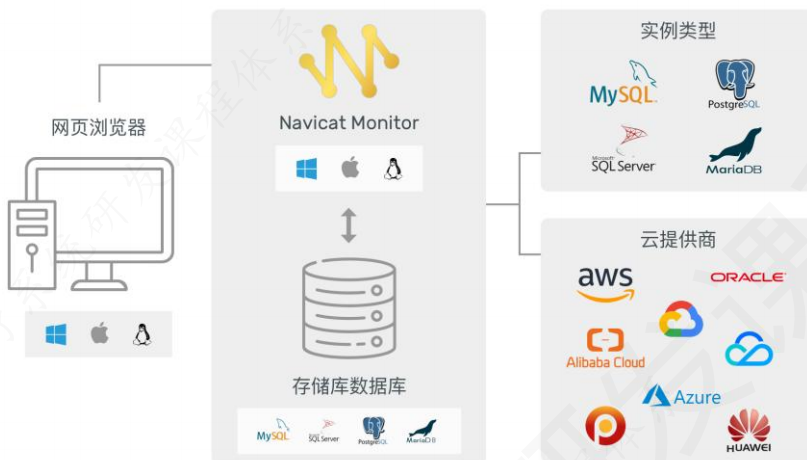 网页浏览器
Navicat Monitor
存储库数据库
MySQL
SQL Server
PostgreSQL
MariaDB
实例类型
MySQL
PostgreSQL
Microsoft
SQL Server
MariaDB
云提供商
aws
ORACLE
Alibaba Cloud
Azure
HUAWEI